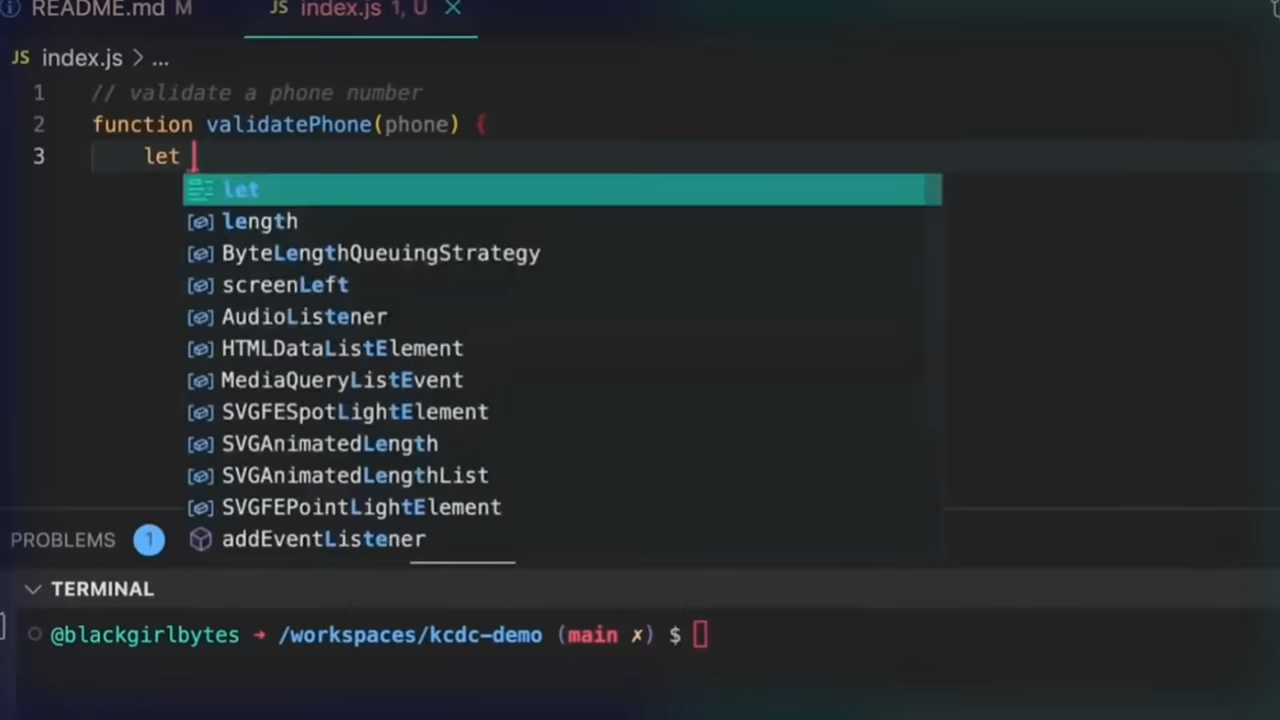 README.md M JS index.js 1, U
JS index.js > ...
1 // validate a phone number
2 function validatePhone(phone) {
3 let
let
length
ByteLengthQueuingStrategy
screenLeft
AudioListener
HTMLDataListElement
MediaQueryListEvent
SVGFESpotLightElement
SVGAnimatedLength
SVGAnimatedLengthList
SVGFEPointLightElement
PROBLEMS 1 addEventListener
TERMINAL
@blackgirlbytes → /workspaces/kcdc-demo (main ✗) $